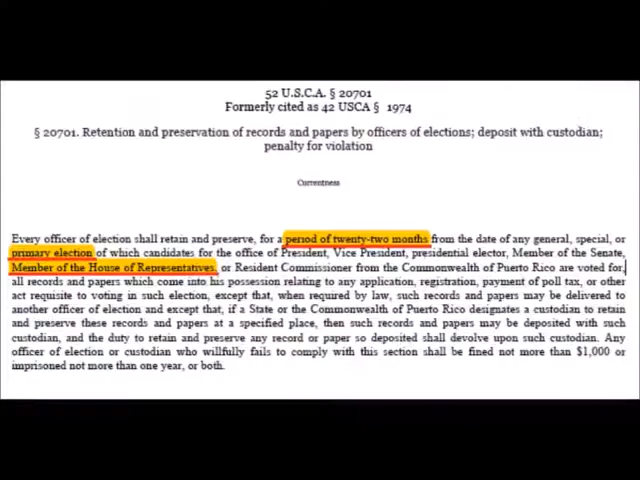 52 U.S.C.A. § 20701
Formerly cited as 42 USCA § 1974
§ 20701. Retention and preservation of records and papers by officers of elections; deposit with custodian;
penalty for violation
Currentness
Every officer of election shall retain and preserve, for a period of twenty-two months from the date of any general, special, or
primary election of which candidates for the office of President, Vice President, presidential elector, Member of the Senate,
Member of the House of Representatives, or Resident Commissioner from the Commonwealth of Puerto Rico are voted for,
all records and papers which come into his possession relating to any application, registration, payment of poll tax, or other
act requisite to voting in such election, except that, when required by law, such records and papers may be delivered to
another officer of election and except that, if a State or the Commonwealth of Puerto Rico designates a custodian to retain
and preserve these records and papers at a specified place, then such records and papers may be deposited with such
custodian, and the duty to retain and preserve any record or paper so deposited shall devolve upon such custodian. Any
officer of election or custodian who willfully fails to comply with this section shall be fined not more than $1,000 or
imprisoned not more than one year, or both.